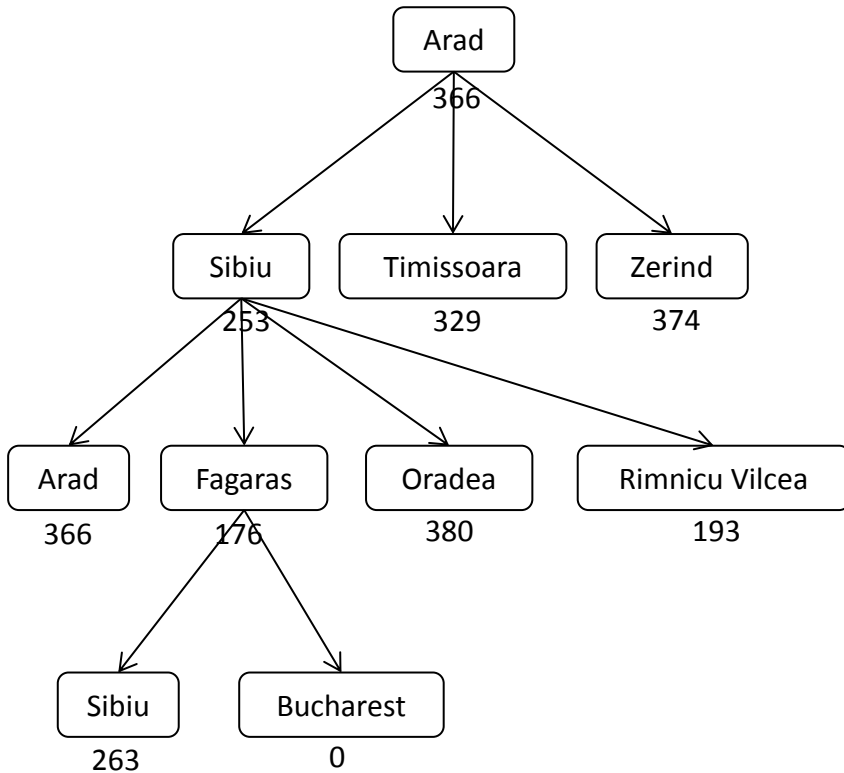 Arad
366
Sibiu
Timissoara
Zerind
253
329
374
Arad
Fagaras
Oradea
Rimnicu Vilcea
366
176
380
193
Sibiu
Bucharest
263
0